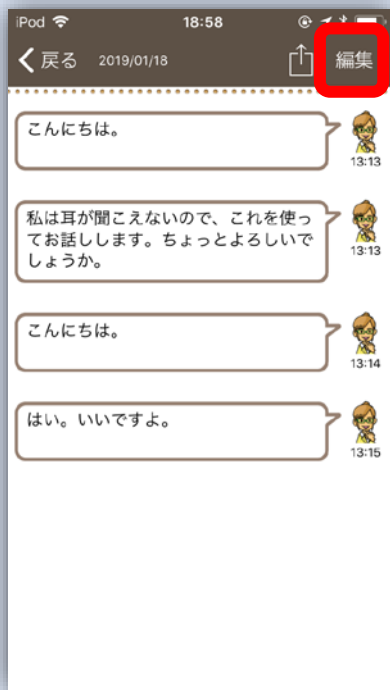 iPod 18:58
戻る 2019/01/18 編集
こんにちは。
13:13
私は耳が聞こえないので、これを使っ
てお話しします。ちょっとよろしいで
しょうか。
13:13
こんにちは。
13:14
はい。いいですよ。
13:15